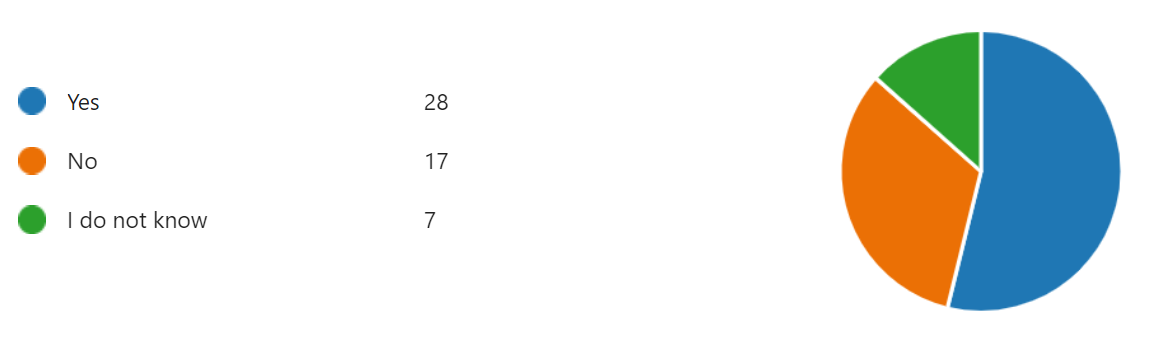 Yes 28
No 17
I do not know 7